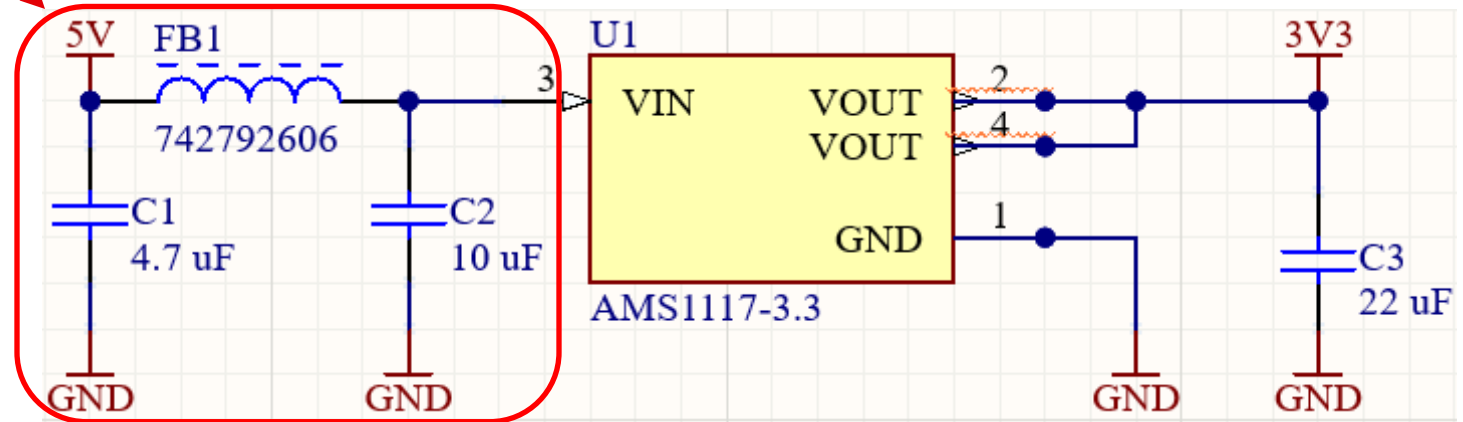 5V
FB1
742792606
C1
4.7 uF
GND
C2
10 uF
GND
U1
3
VIN
VOUT
2
VOUT
4
GND
1
AMS1117-3.3
GND
3V3
C3
22 uF
GND